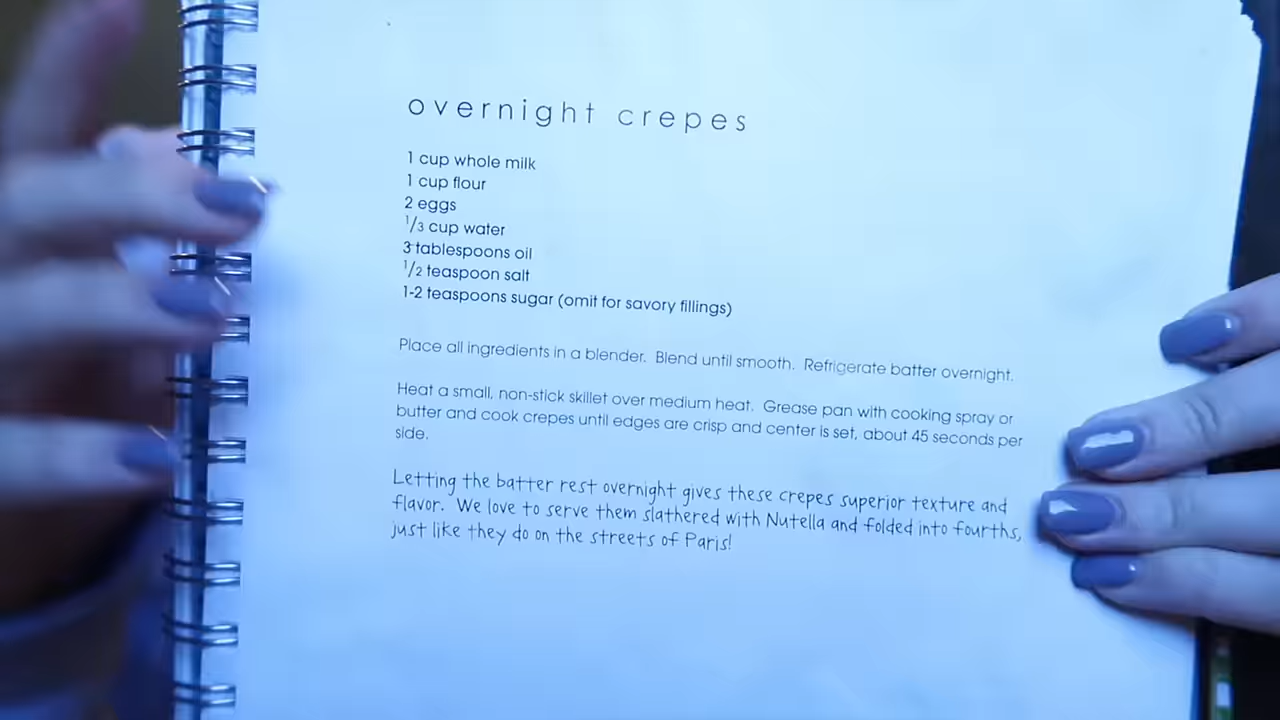 overnight crepes
1 cup whole milk
1 cup flour
2 eggs
1/3 cup water
3 tablespoons oil
1/2 teaspoon salt
1-2 teaspoons sugar (omit for savory fillings)
Place all ingredients in a blender. Blend until smooth. Refrigerate batter overnight.
Heat a small, non-stick skillet over medium heat. Grease pan with cooking spray or
butter and cook crepes until edges are crisp and center is set, about 45 seconds per
side.
Letting the batter rest overnight gives these crepes superior texture and
flavor. We love to serve them slathered with Nutella and folded into fourths,
just like they do on the streets of Paris!